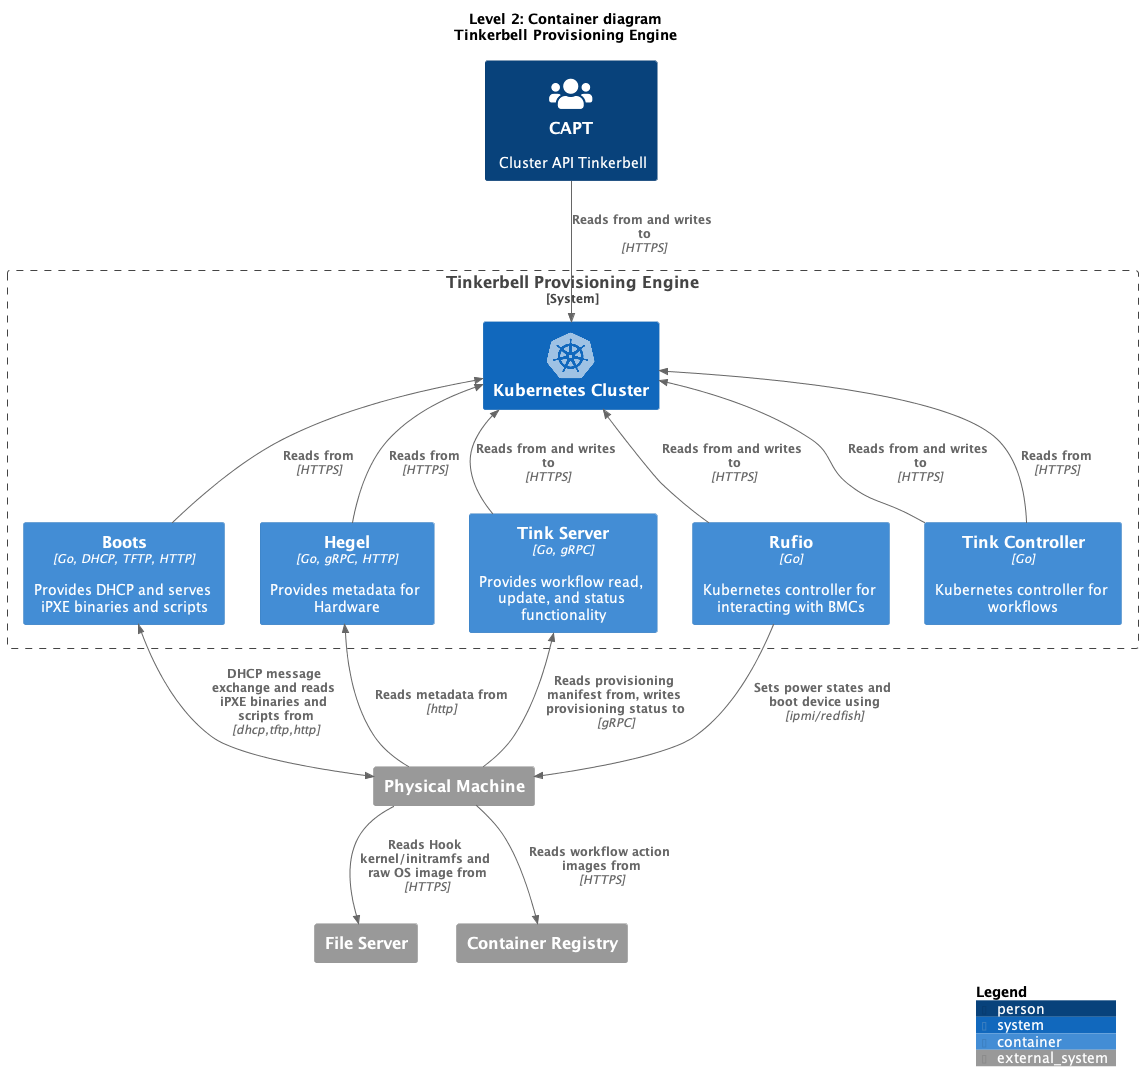 Level 2: Container diagram
Tinkerbell Provisioning Engine
CAPT
Cluster API Tinkerbell
Reads from and writes
to
[HTTPS]
Tinkerbell Provisioning Engine
[System]
Kubernetes Cluster
Reads from
[HTTPS]
Reads from
[HTTPS]
Reads from and writes
to
[HTTPS]
Reads from and writes
to
[HTTPS]
Reads from and writes
to
[HTTPS]
Reads from
[HTTPS]
Boots
[Go, DHCP, TFTP, HTTP]
Provides DHCP and serves
iPXE binaries and scripts
Hegel
[Go, gRPC, HTTP]
Provides metadata for
Hardware
Tink Server
[Go, gRPC]
Provides workflow read,
update, and status
functionality
Rufio
[Go]
Kubernetes controller for
interacting with BMCs
Tink Controller
[Go]
Kubernetes controller for
workflows
DHCP message
exchange and reads
iPXE binaries and
scripts from
[dhcp,tftp,http]
Reads metadata from
[http]
Reads provisioning
manifest from, writes
provisioning status to
[gRPC]
Sets power states and
boot device using
[ipmi/redfish]
Physical Machine
Reads Hook
kernel/initramfs and
raw OS image from
[HTTPS]
Reads workflow action
images from
[HTTPS]
File Server
Container Registry
Legend
person
system
container
external_system